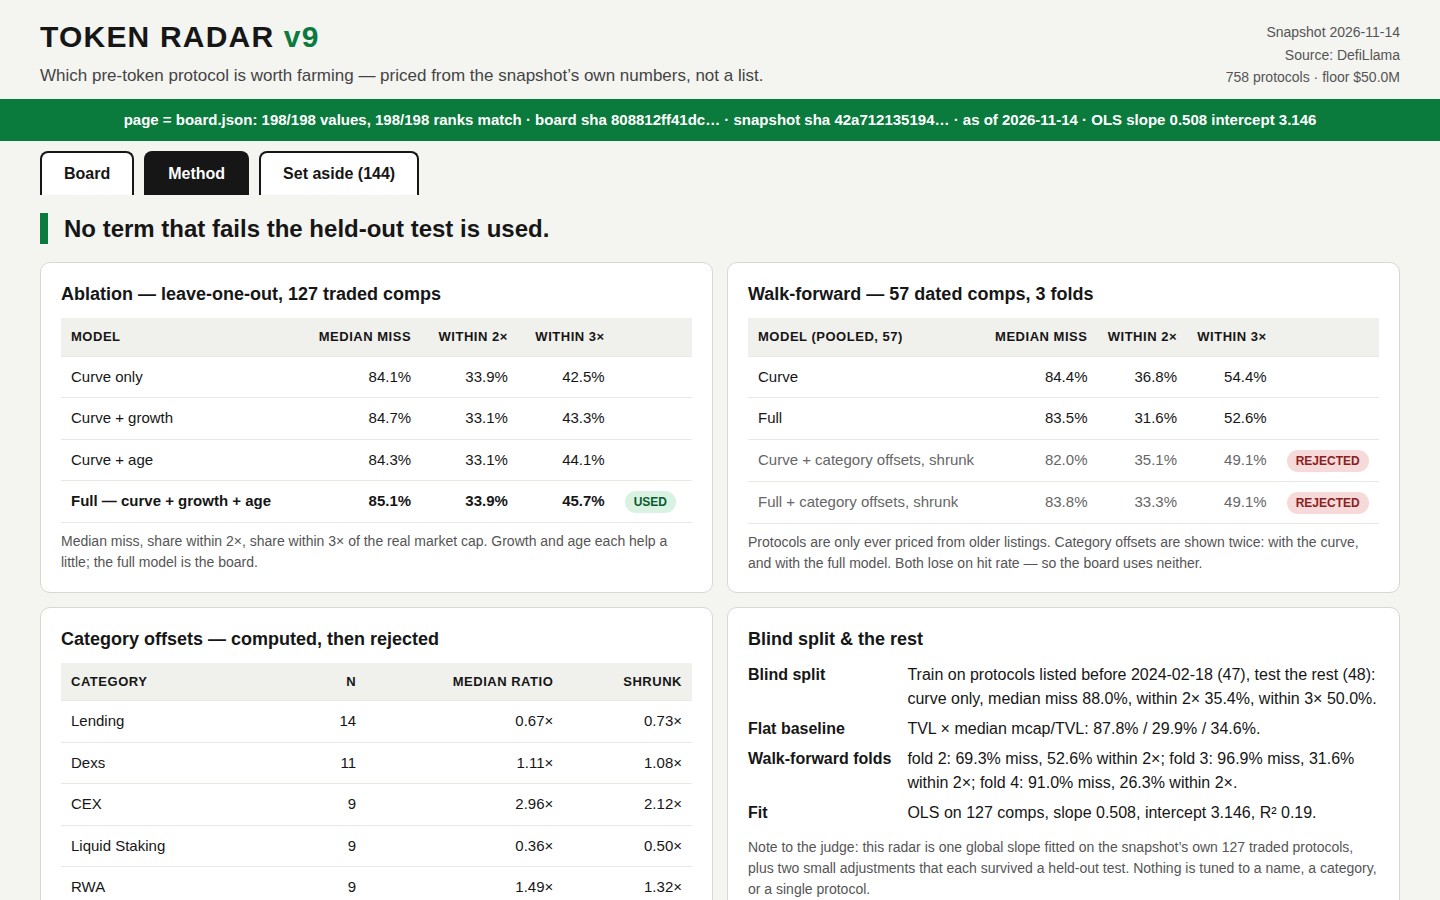 TOKEN RADAR v9
Which pre-token protocol is worth farming — priced from the snapshot’s own numbers, not a list.
Snapshot 2026-11-14
Source: DefiLlama
758 protocols · floor $50.0M
page = board.json: 198/198 values, 198/198 ranks match · board sha 808812ff41dc… · snapshot sha 42a712135194… · as of 2026-11-14 · OLS slope 0.508 intercept 3.146
Board
Method
Set aside (144)
No term that fails the held-out test is used.
Ablation — leave-one-out, 127 traded comps
MODEL MEDIAN MISS WITHIN 2× WITHIN 3×
Curve only 84.1% 33.9% 42.5%
Curve + growth 84.7% 33.1% 43.3%
Curve + age 84.3% 33.1% 44.1%
Full — curve + growth + age 85.1% 33.9% 45.7% USED
Median miss, share within 2×, share within 3× of the real market cap. Growth and age each help a
little; the full model is the board.
Walk-forward — 57 dated comps, 3 folds
MODEL (POOLED, 57) MEDIAN MISS WITHIN 2× WITHIN 3×
Curve 84.4% 36.8% 54.4%
Full 83.5% 31.6% 52.6%
Curve + category offsets, shrunk 82.0% 35.1% 49.1% REJECTED
Full + category offsets, shrunk 83.8% 33.3% 49.1% REJECTED
Protocols are only ever priced from older listings. Category offsets are shown twice: with the curve,
and with the full model. Both lose on hit rate — so the board uses neither.
Category offsets — computed, then rejected
CATEGORY N MEDIAN RATIO SHRUNK
Lending 14 0.67× 0.73×
Dexs 11 1.11× 1.08×
CEX 9 2.96× 2.12×
Liquid Staking 9 0.36× 0.50×
RWA 9 1.49× 1.32×
Blind split & the rest
Blind split Train on protocols listed before 2024-02-18 (47), test the rest (48):
curve only, median miss 88.0%, within 2× 35.4%, within 3× 50.0%.
Flat baseline TVL × median mcap/TVL: 87.8% / 29.9% / 34.6%.
Walk-forward folds fold 2: 69.3% miss, 52.6% within 2×; fold 3: 96.9% miss, 31.6%
within 2×; fold 4: 91.0% miss, 26.3% within 2×.
Fit OLS on 127 comps, slope 0.508, intercept 3.146, R² 0.19.
Note to the judge: this radar is one global slope fitted on the snapshot’s own 127 traded protocols,
plus two small adjustments that each survived a held-out test. Nothing is tuned to a name, a category,
or a single protocol.